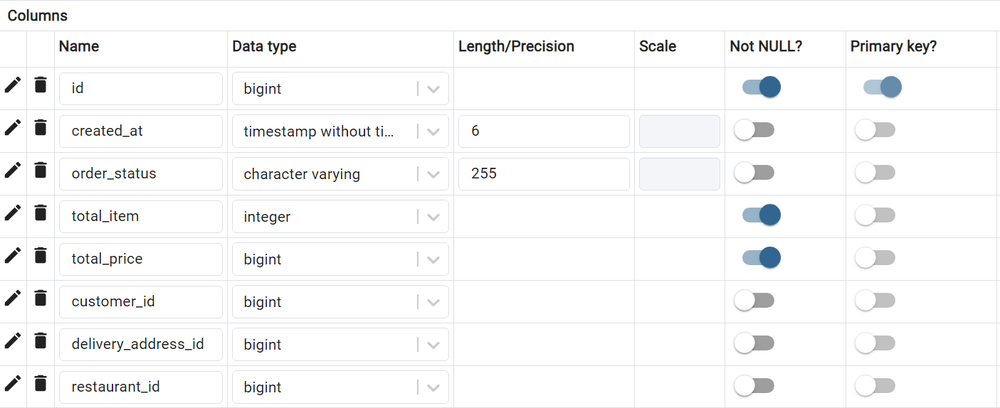 Columns
Name Data type Length/Precision Scale Not NULL? Primary key?
id bigint
created_at timestamp without ti... 6
order_status character varying 255
total_item integer
total_price bigint
customer_id bigint
delivery_address_id bigint
restaurant_id bigint